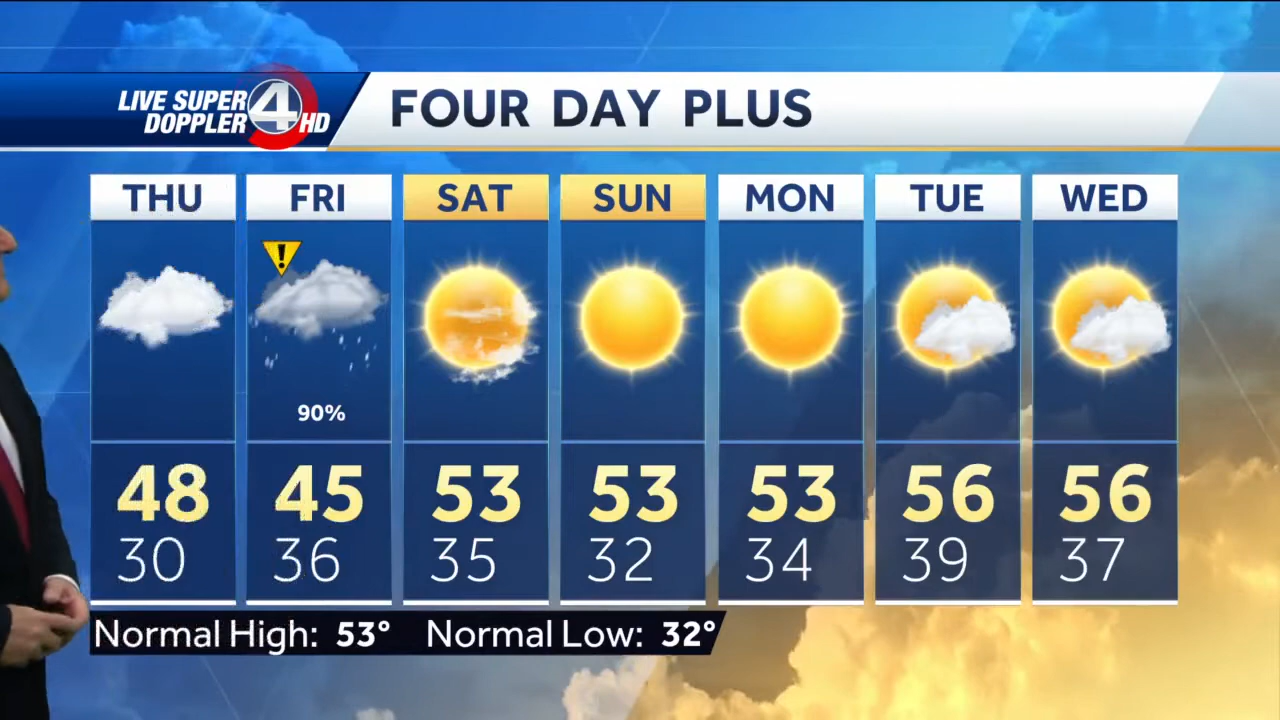 LIVE SUPER
DOPPLER 4 HD
FOUR DAY PLUS
THU FRI SAT SUN MON TUE WED
!
90%
48 45 53 53 53 56 56
30 36 35 32 34 39 37
Normal High: 53° Normal Low: 32°